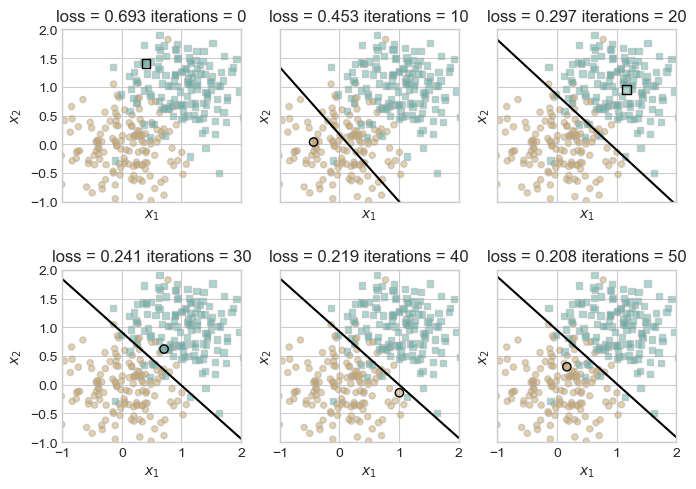 loss = 0.693 iterations = 0
loss = 0.453 iterations = 10
loss = 0.297 iterations = 20
2.0
1.5
1.0
0.5
0.0
−0.5
−1.0
x₂
x₂
x₂
x₁
x₁
x₁
loss = 0.241 iterations = 30
loss = 0.219 iterations = 40
loss = 0.208 iterations = 50
2.0
1.5
1.0
0.5
0.0
−0.5
−1.0
x₂
x₂
x₂
−1 0 1 2
−1 0 1 2
−1 0 1 2
x₁
x₁
x₁